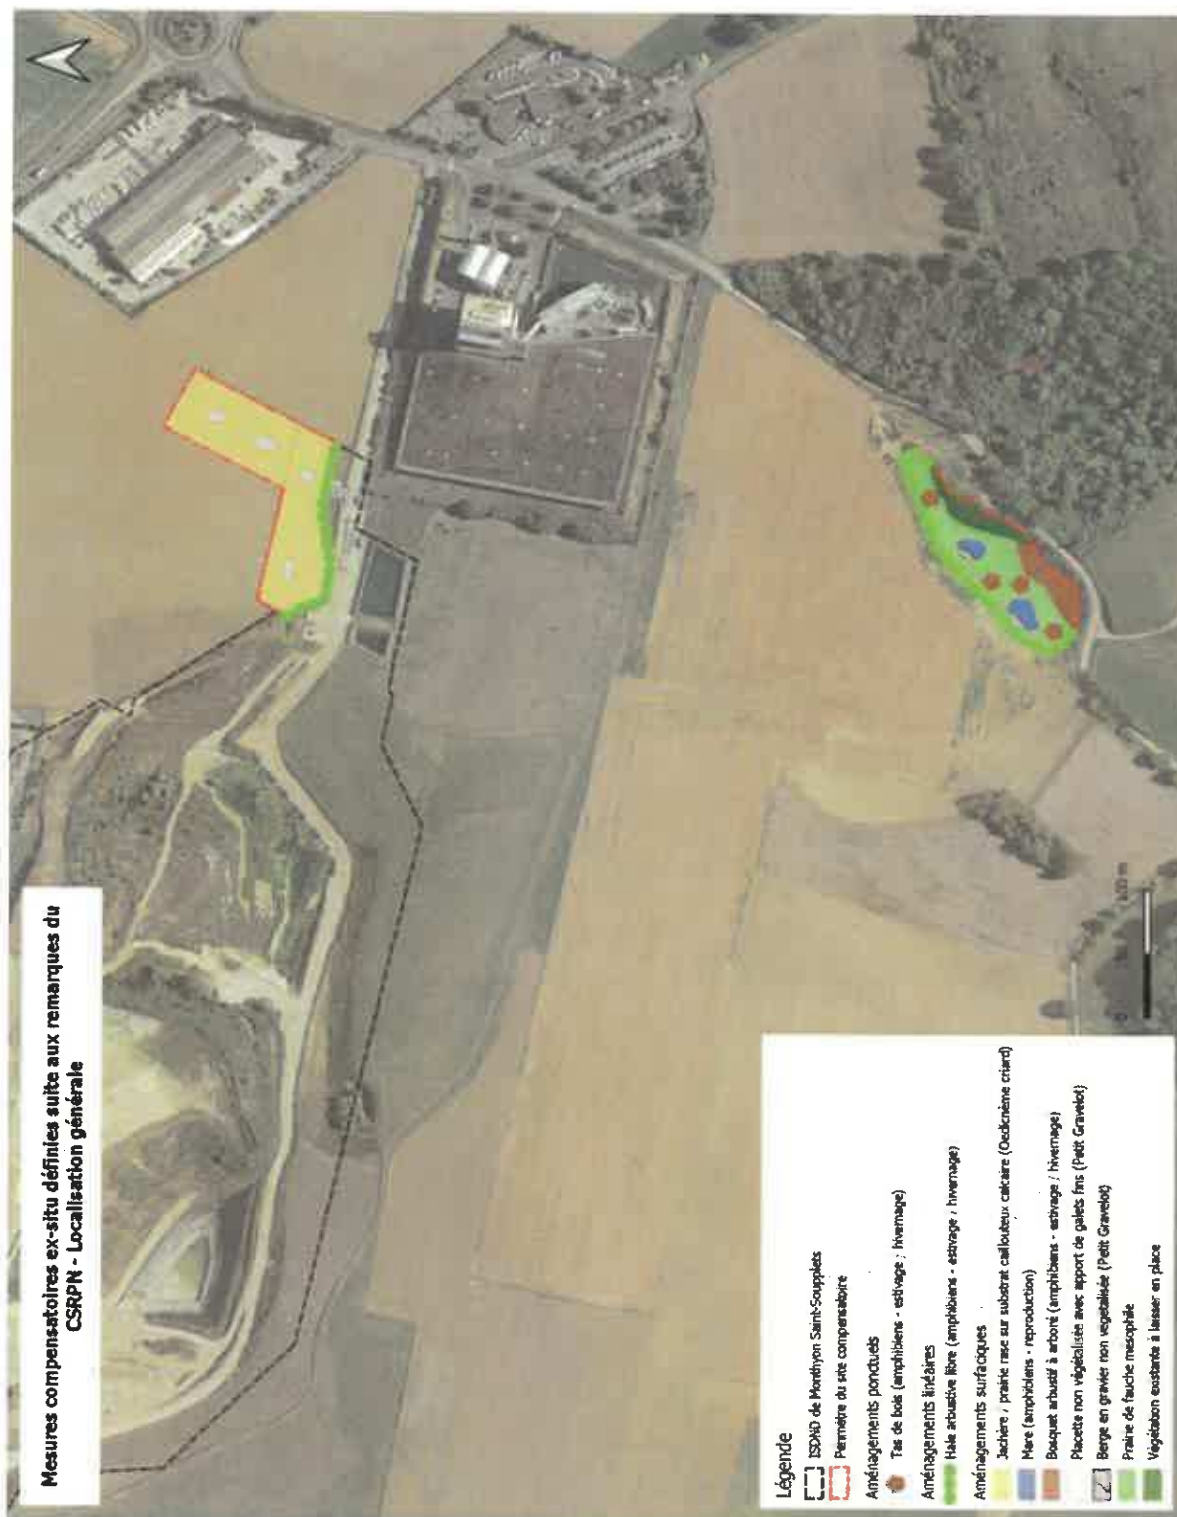 Mesures compensatoires ex-situ définies suite aux remarques du
CSRPN - Localisation générale
Légende
ISDND de Monthyon Saint-Soupplets
Périmètre du site compensatoire
Aménagements ponctuels
Tas de bois (amphibiens - estivage / hivernage)
Aménagements linéaires
Haie arbustive libre (amphibiens - estivage / hivernage)
Aménagements surfaciques
Jachère / prairie rase sur substrat caillouteux calcaire (Oedicnème criard)
Mare (amphibiens - reproduction)
Bosquet arbustif à arboré (amphibiens - estivage / hivernage)
Placette non végétalisée avec apport de galets fins (Petit Gravelot)
Berge en gravier non végétalisée (Petit Gravelot)
Prairie de fauche mésophile
Végétation existante à laisser en place
0